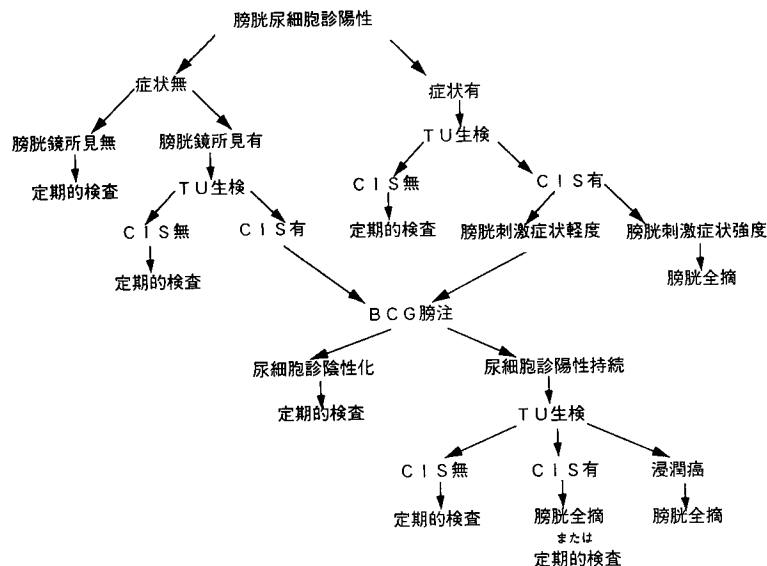 膀胱尿細胞診陽性
症状無
症状有
膀胱鏡所見無
膀胱鏡所見有
TU生検
定期的検査
TU生検
CIS無
CIS有
CIS無
CIS有
定期的検査
膀胱刺激症状軽度
膀胱刺激症状強度
定期的検査
膀胱全摘
BCG膀注
尿細胞診陰性化
尿細胞診陽性持続
定期的検査
TU生検
CIS無
CIS有
浸潤癌
定期的検査
膀胱全摘
膀胱全摘
または
定期的検査